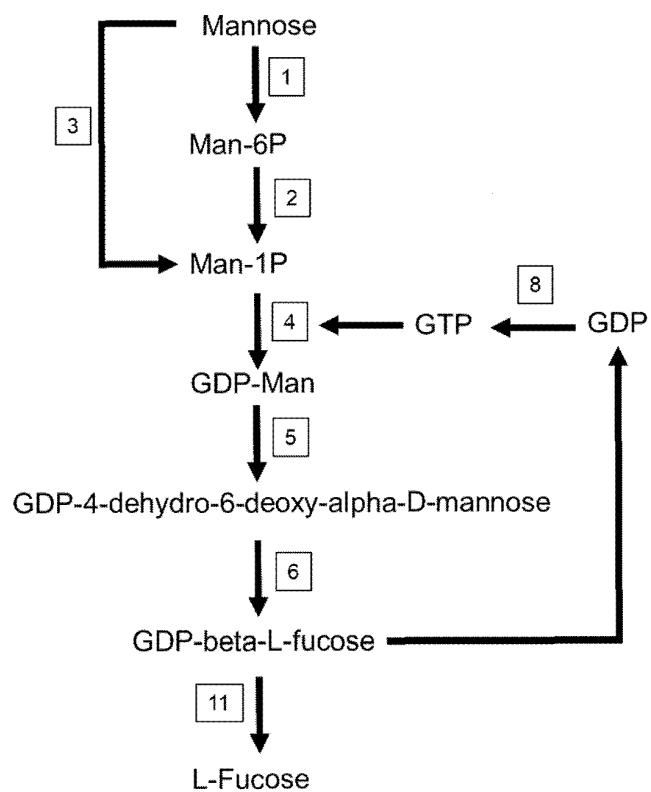 Mannose
1
3
Man-6P
2
Man-1P
8
4
GTP
GDP
GDP-Man
5
GDP-4-dehydro-6-deoxy-alpha-D-mannose
6
GDP-beta-L-fucose
11
L-Fucose